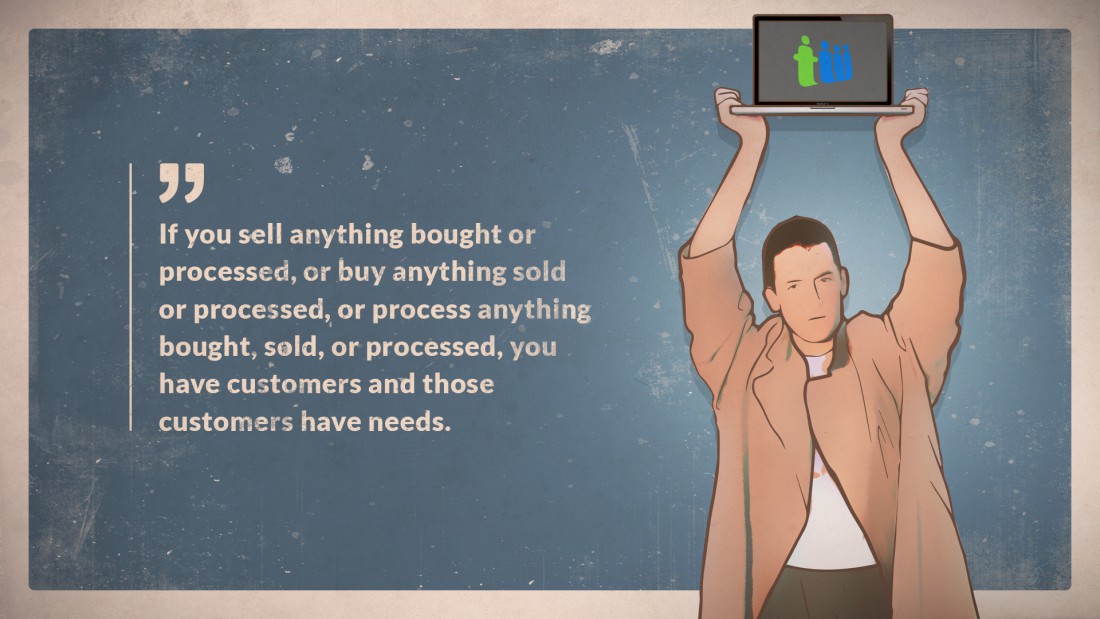 ”
If you sell anything bought or
processed, or buy anything sold
or processed, or process anything
bought, sold, or processed, you
have customers and those
customers have needs.